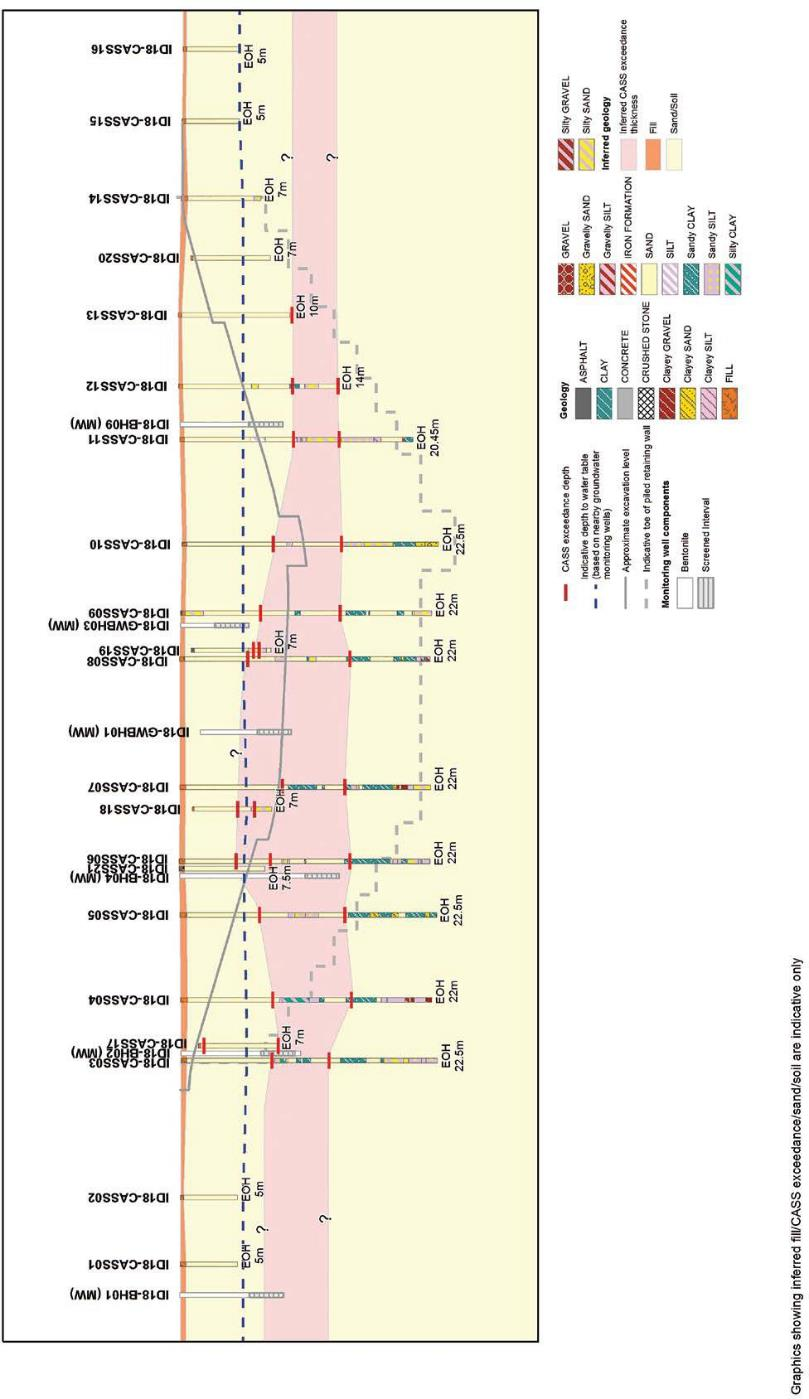 ID18-CASS16
EOH
5m
ID18-CASS15
EOH
5m
?
?
ID18-CASS14
EOH
7m
ID18-CASS20
EOH
7m
ID18-CASS13
EOH
10m
ID18-CASS12
EOH
14m
ID18-BH09 (MW)
ID18-CASS11
EOH
20.45m
ID18-CASS10
EOH
22.5m
ID18-CASS09
EOH
22m
ID18-GWBH03 (MW)
ID18-CASS19
EOH
7m
ID18-CASS08
EOH
22m
ID18-GWBH01 (MW)
?
ID18-CASS07
EOH
22m
ID18-CASS18
EOH
7m
ID18-CASS06
EOH
22m
ID18-CASS21
EOH
7.5m
ID18-BH04 (MW)
ID18-CASS05
EOH
22.5m
ID18-CASS04
EOH
22m
ID18-CASS17
EOH
7m
ID18-BH02 (MW)
ID18-CASS03
EOH
22.5m
ID18-CASS02
EOH
5m
?
?
ID18-CASS01
EOH
5m
ID18-BH01 (MW)
CASS exceedance depth
Indicative depth to water table
(based on nearby groundwater
monitoring wells)
Approximate excavation level
Indicative toe of piled retaining wall
Monitoring well components
Bentonite
Screened Interval
Geology
ASPHALT
CLAY
CONCRETE
CRUSHED STONE
Clayey GRAVEL
Clayey SAND
Clayey SILT
FILL
GRAVEL
Gravelly SAND
Gravelly SILT
IRON FORMATION
SAND
SILT
Sandy CLAY
Sandy SILT
Silty CLAY
Silty GRAVEL
Silty SAND
Inferred geology
Inferred CASS exceedance
thickness
Fill
Sand/Soil
Graphics showing inferred fill/CASS exceedance/sand/soil are indicative only